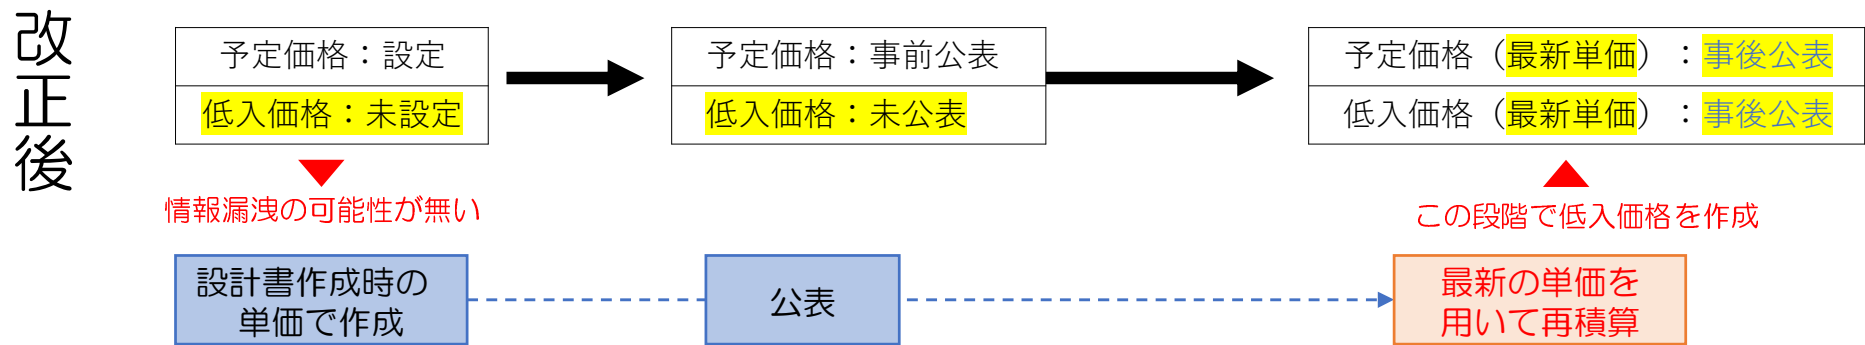 改正後
予定価格：設定
低入価格：未設定
情報漏洩の可能性が無い
予定価格：事前公表
低入価格：未公表
予定価格（最新単価）：事後公表
低入価格（最新単価）：事後公表
この段階で低入価格を作成
設計書作成時の
単価で作成
公表
最新の単価を
用いて再積算